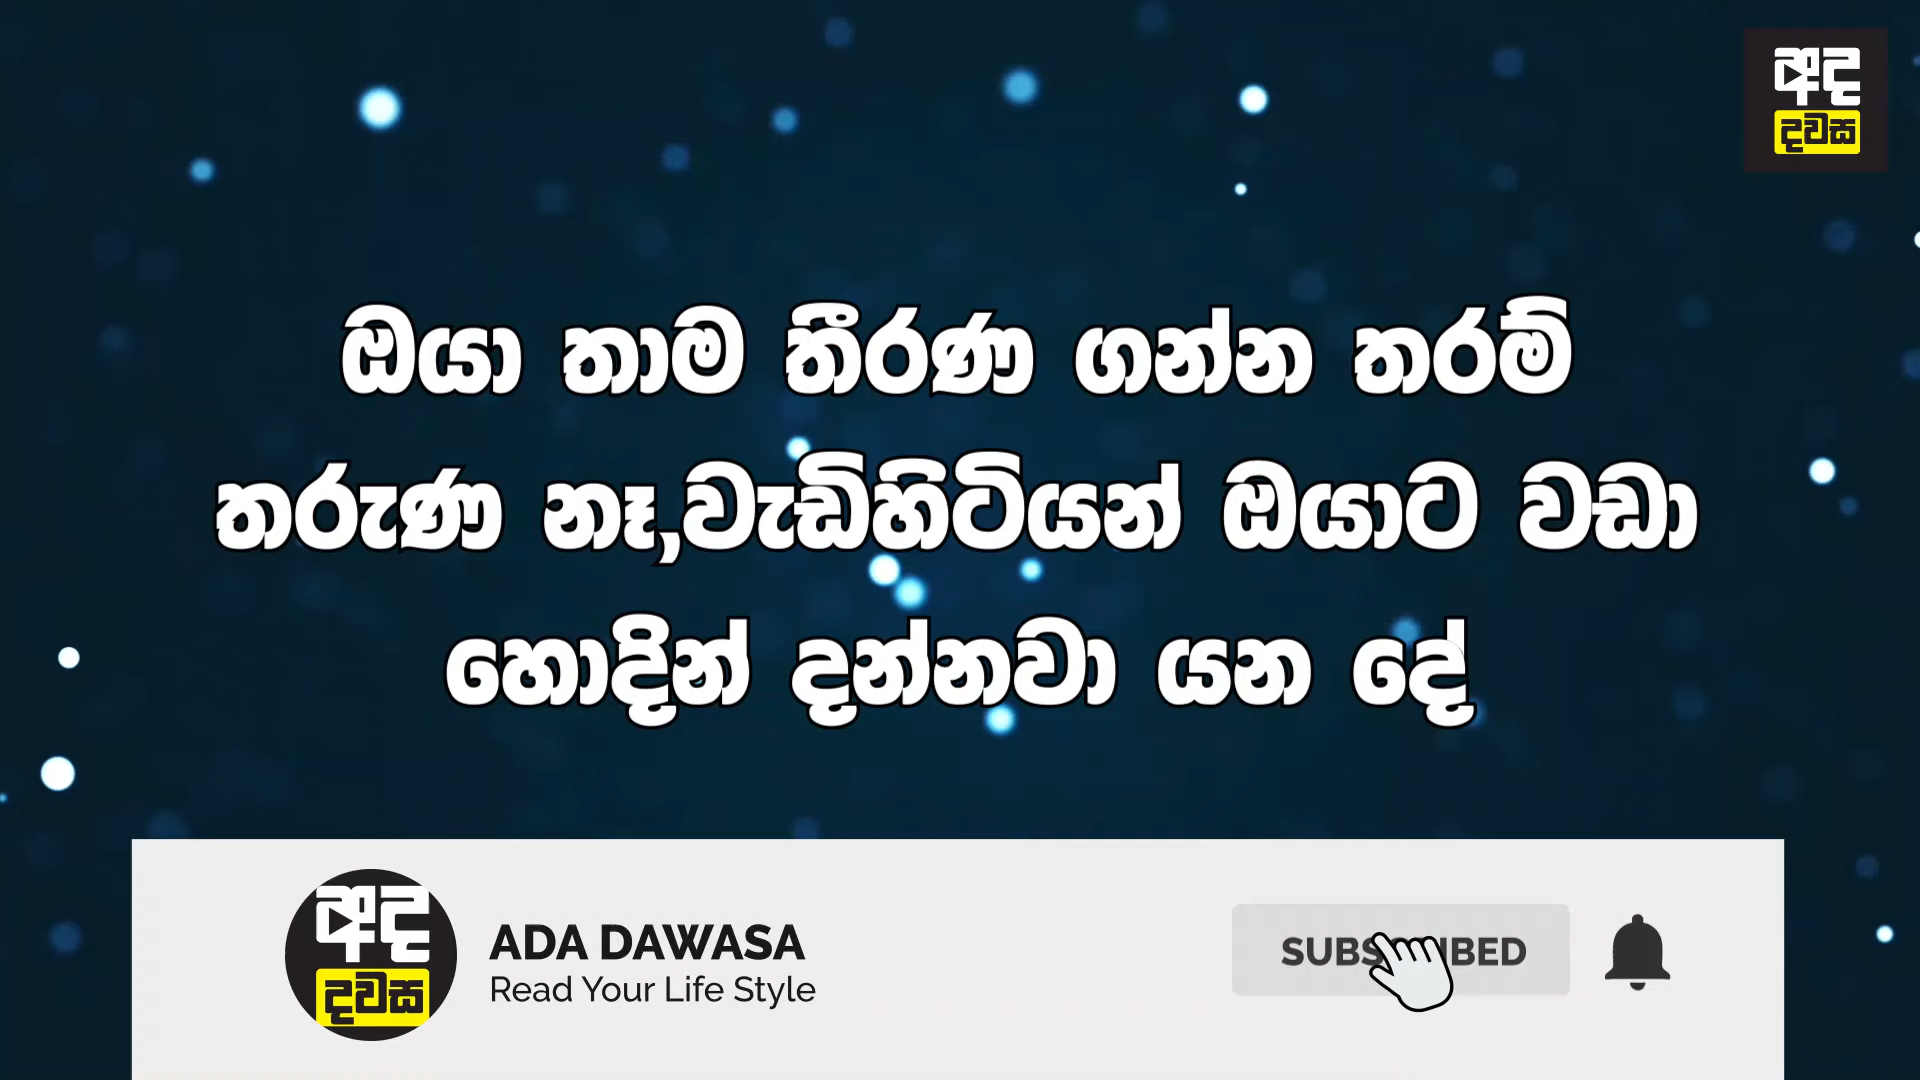 අද
දවස
ඔයා තාම තීරණ ගන්න තරම්
තරුණ නෑ,වැඩිහිටියන් ඔයාට වඩා
හොඳින් දන්නවා යන දේ
අද
දවස
ADA DAWASA
Read Your Life Style
SUBSCRIBED